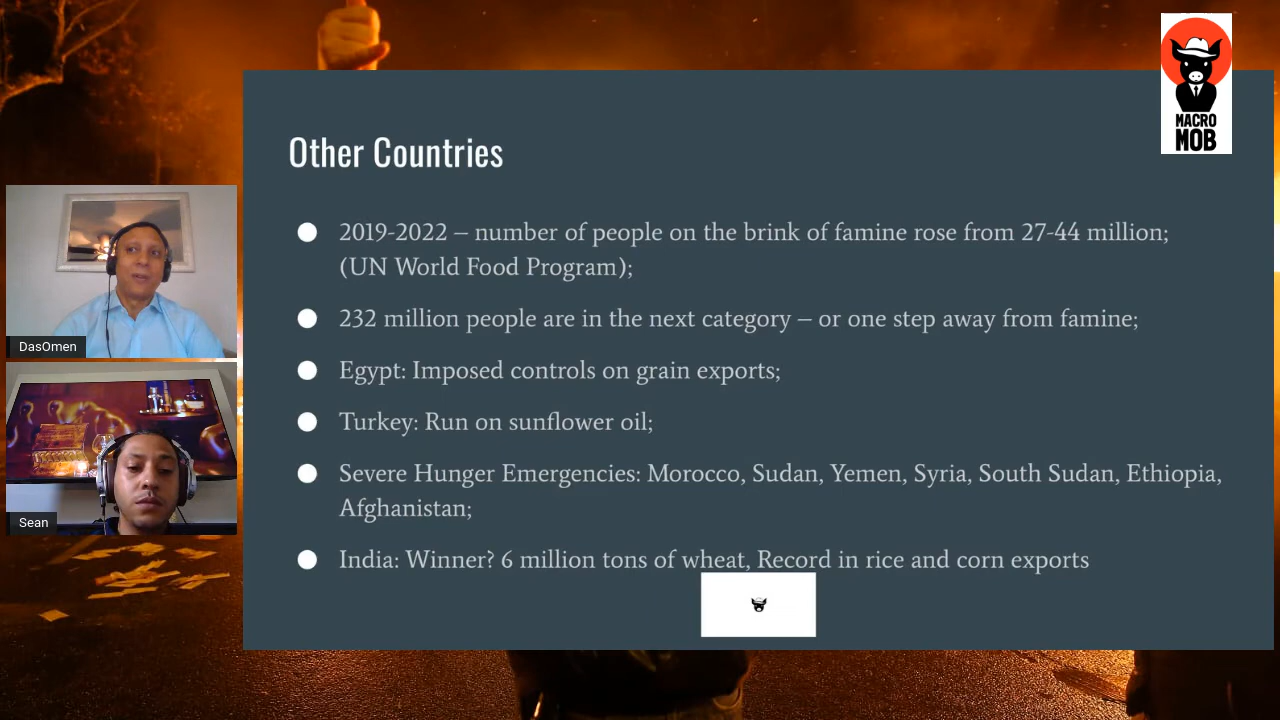 MACRO
MOB
Other Countries
2019-2022 – number of people on the brink of famine rose from 27-44 million;
(UN World Food Program);
232 million people are in the next category – or one step away from famine;
Egypt: Imposed controls on grain exports;
Turkey: Run on sunflower oil;
Severe Hunger Emergencies: Morocco, Sudan, Yemen, Syria, South Sudan, Ethiopia,
Afghanistan;
India: Winner? 6 million tons of wheat, Record in rice and corn exports
DasOmen
Sean